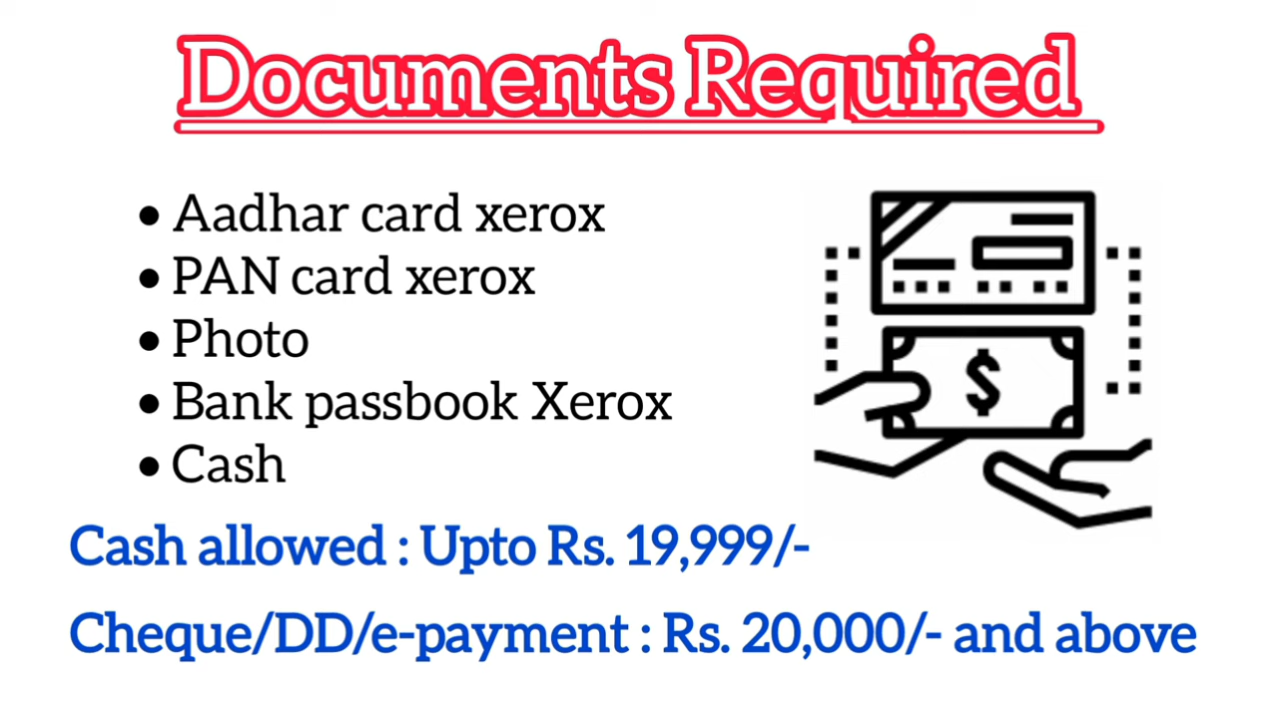 Documents Required
• Aadhar card xerox
• PAN card xerox
• Photo
• Bank passbook Xerox
• Cash
$
Cash allowed : Upto Rs. 19,999/-
Cheque/DD/e-payment : Rs. 20,000/- and above